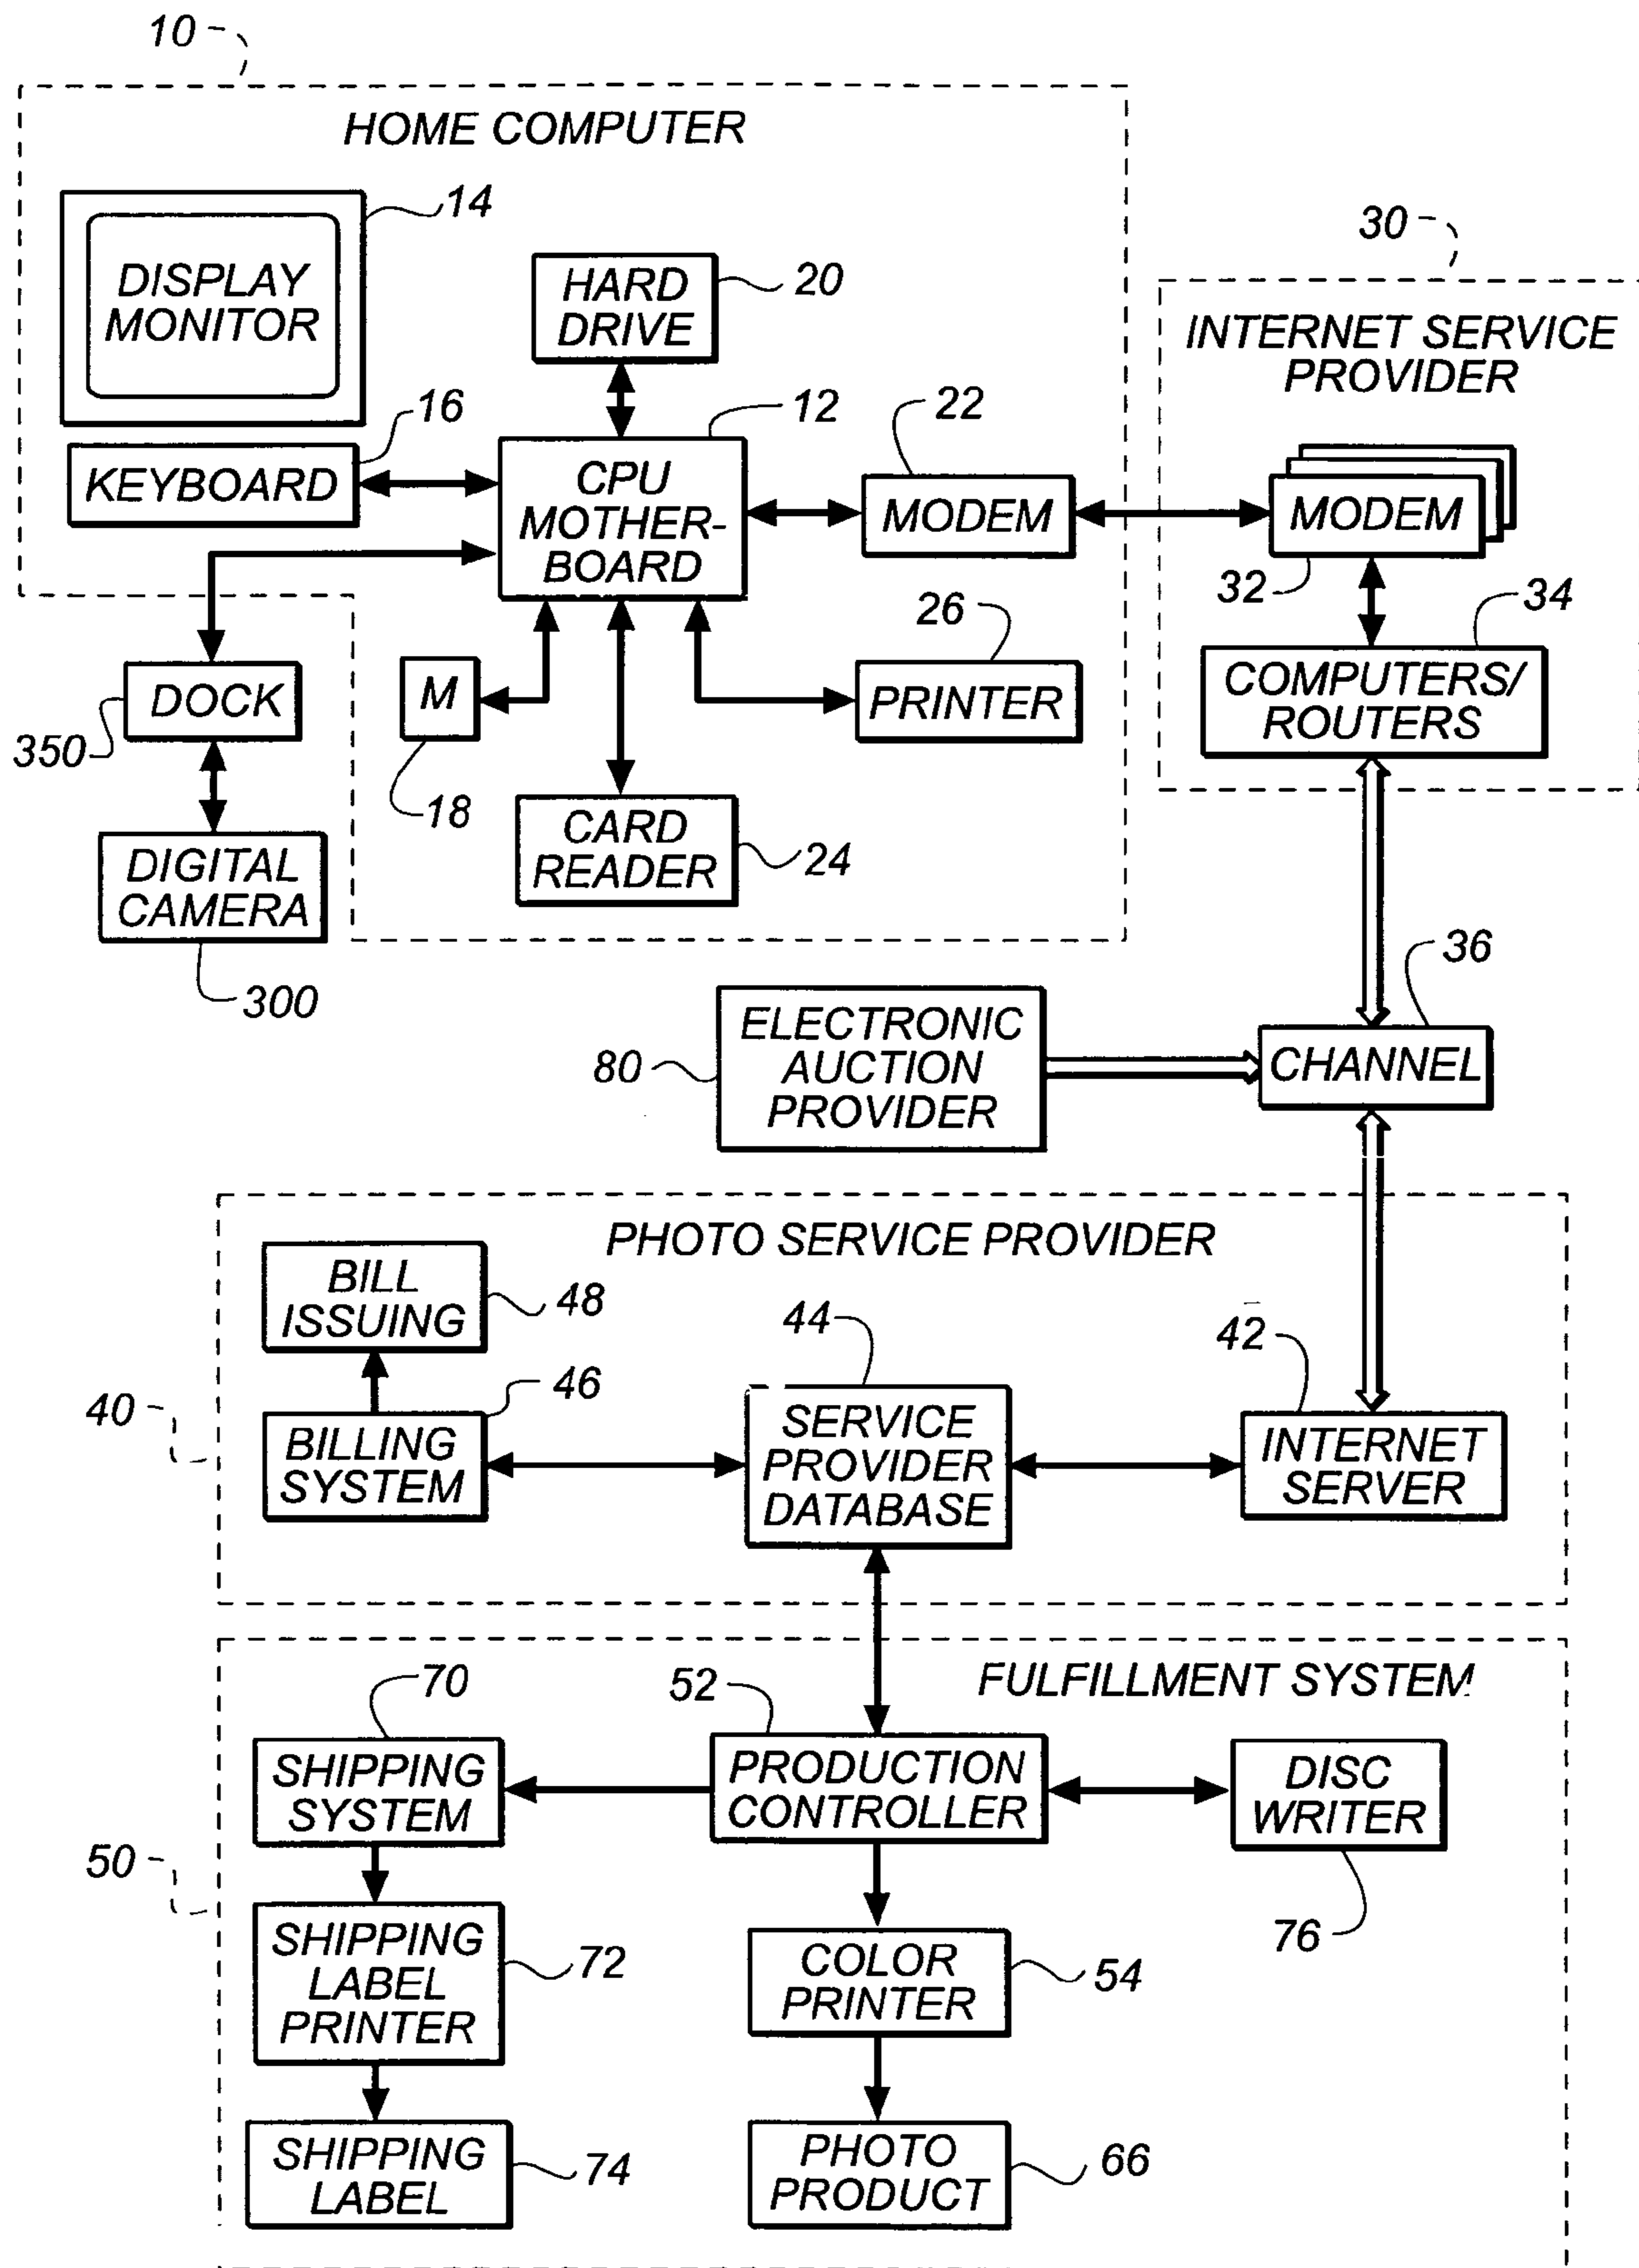 10
HOME COMPUTER
14
DISPLAY
MONITOR
HARD
DRIVE
20
16
KEYBOARD
12
CPU
MOTHER-
BOARD
22
MODEM
30
INTERNET SERVICE
PROVIDER
MODEM
32
34
COMPUTERS/
ROUTERS
26
PRINTER
M
18
DOCK
350
CARD
READER
24
DIGITAL
CAMERA
300
36
CHANNEL
ELECTRONIC
AUCTION
PROVIDER
80
PHOTO SERVICE PROVIDER
BILL
ISSUING
48
44
42
46
40
BILLING
SYSTEM
SERVICE
PROVIDER
DATABASE
INTERNET
SERVER
FULFILLMENT SYSTEM
70
52
SHIPPING
SYSTEM
PRODUCTION
CONTROLLER
DISC
WRITER
50
76
SHIPPING
LABEL
PRINTER
72
COLOR
PRINTER
54
SHIPPING
LABEL
74
PHOTO
PRODUCT
66